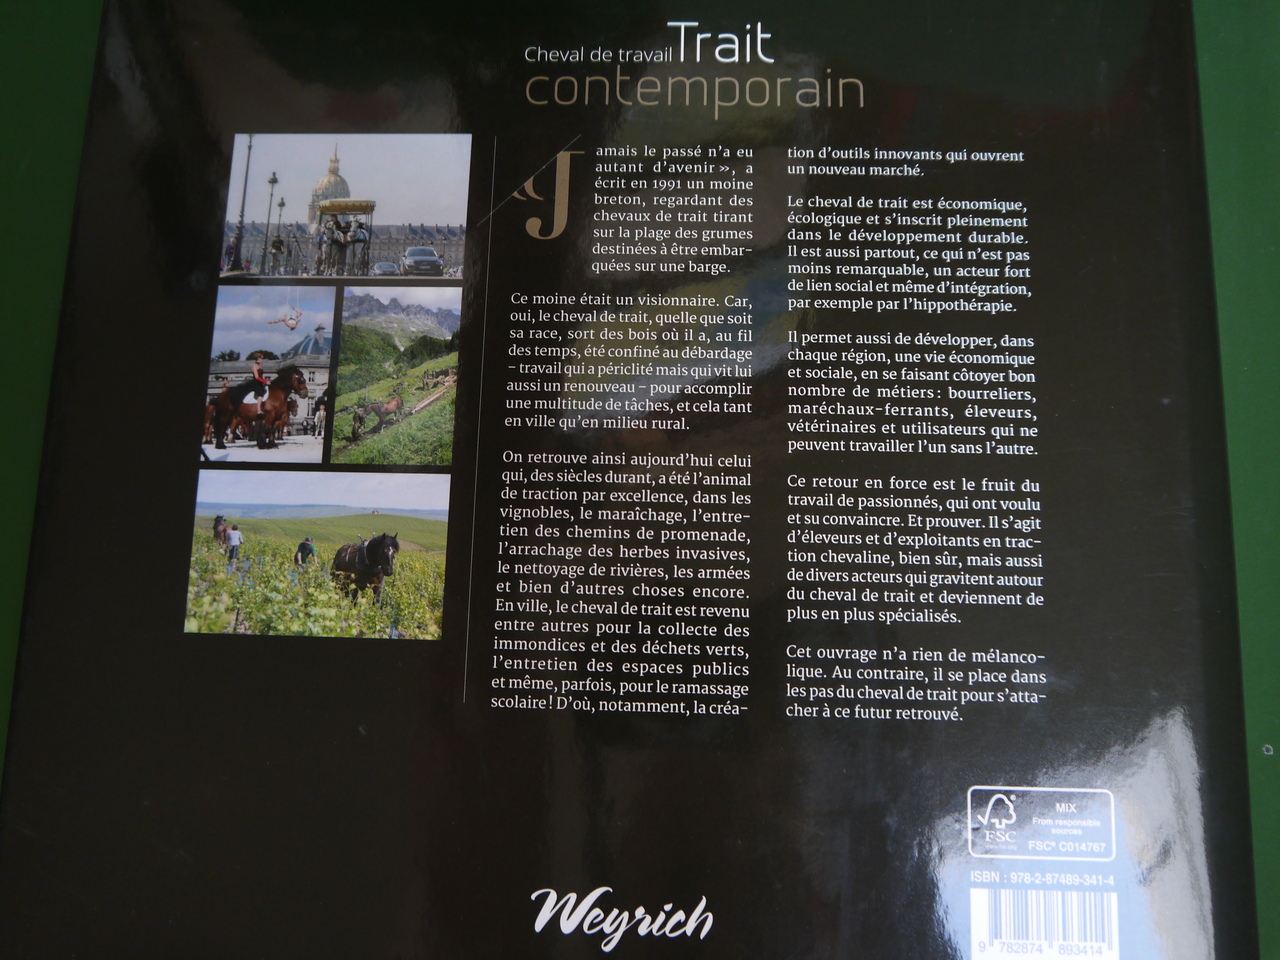 Cheval de travail Trait
contemporain
« Jamais le passé n'a eu
autant d'avenir », a
écrit en 1991 un moine
breton, regardant des
chevaux de trait tirant
sur la plage des grumes
destinées à être embar-
quées sur une barge.
Ce moine était un visionnaire. Car,
oui, le cheval de trait, quelle que soit
sa race, sort des bois où il a, au fil
des temps, été confiné au débardage
– travail qui a périclité mais qui vit lui
aussi un renouveau – pour accomplir
une multitude de tâches, et cela tant
en ville qu'en milieu rural.
On retrouve ainsi aujourd'hui celui
qui, des siècles durant, a été l'animal
de traction par excellence, dans les
vignobles, le maraîchage, l'entre-
tien des chemins de promenade,
l'arrachage des herbes invasives,
le nettoyage de rivières, les armées
et bien d'autres choses encore.
En ville, le cheval de trait est revenu
entre autres pour la collecte des
immondices et des déchets verts,
l'entretien des espaces publics
et même, parfois, pour le ramassage
scolaire ! D'où, notamment, la créa-
tion d'outils innovants qui ouvrent
un nouveau marché.
Le cheval de trait est économique,
écologique et s'inscrit pleinement
dans le développement durable.
Il est aussi partout, ce qui n'est pas
moins remarquable, un acteur fort
de lien social et même d'intégration,
par exemple par l'hippothérapie.
Il permet aussi de développer, dans
chaque région, une vie économique
et sociale, en se faisant côtoyer bon
nombre de métiers : bourreliers,
maréchaux-ferrants, éleveurs,
vétérinaires et utilisateurs qui ne
peuvent travailler l'un sans l'autre.
Ce retour en force est le fruit du
travail de passionnés, qui ont voulu
et su convaincre. Et prouver. Il s'agit
d'éleveurs et d'exploitants en trac-
tion chevaline, bien sûr, mais aussi
de divers acteurs qui gravitent autour
du cheval de trait et deviennent de
plus en plus spécialisés.
Cet ouvrage n'a rien de mélanco-
lique. Au contraire, il se place dans
les pas du cheval de trait pour s'atta-
cher à ce futur retrouvé.
FSC
MIX
From responsible
sources
FSC® C014767
ISBN : 978-2-87489-341-4
9 782874 893414
Weyrich